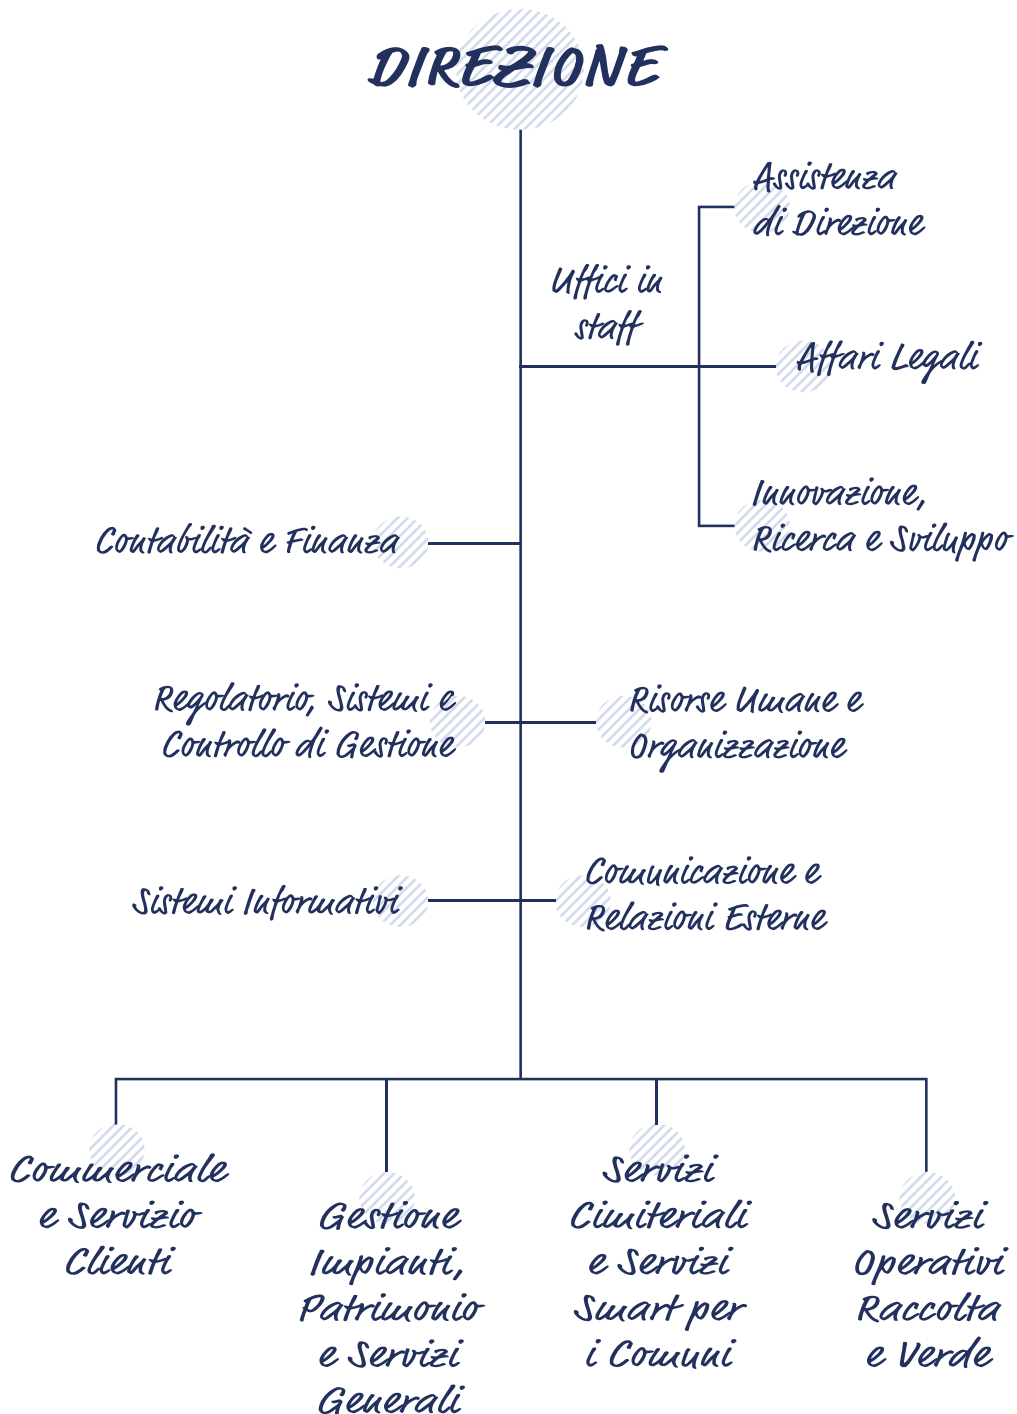 DIREZIONE
Assistenza
di Direzione
Uffici in
staff
Affari Legali
Innovazione,
Ricerca e Sviluppo
Contabilità e Finanza
Regolatorio, Sistemi e
Controllo di Gestione
Risorse Umane e
Organizzazione
Sistemi Informativi
Comunicazione e
Relazioni Esterne
Commerciale
e Servizio
Clienti
Gestione
Impianti,
Patrimonio
e Servizi
Generali
Servizi
Cimiteriali
e Servizi
Smart per
i Comuni
Servizi
Operativi
Raccolta
e Verde